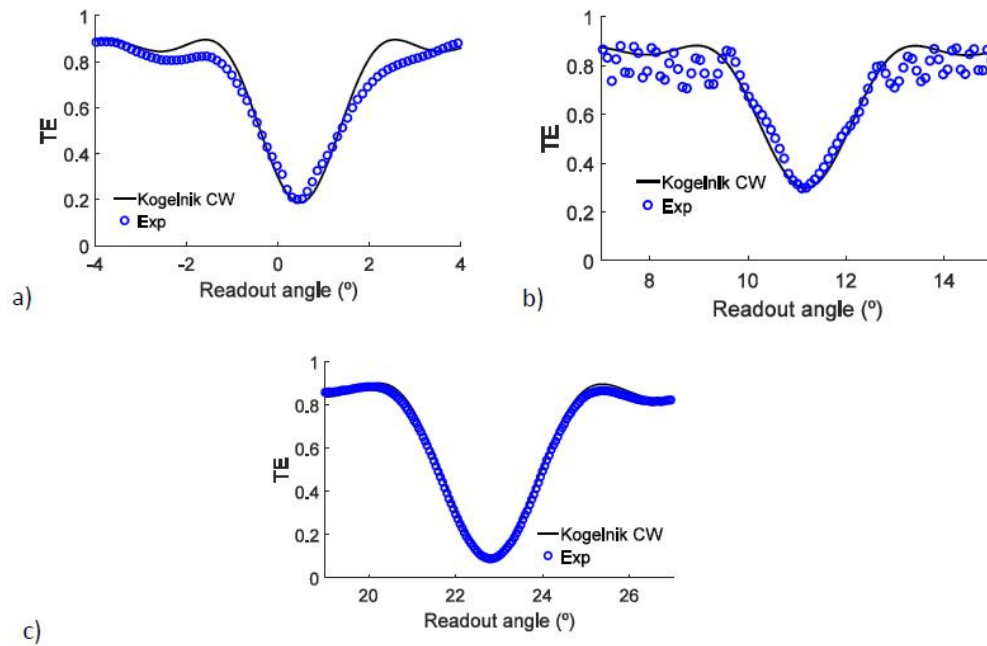 1
0.8
0.6
0.4
0.2
0
TE
Kogelnik CW
Exp
-4
-2
0
2
4
Readout angle (º)
a)
1
0.8
0.6
0.4
0.2
0
TE
Kogelnik CW
Exp
8
10
12
14
Readout angle (º)
b)
1
0.8
0.6
0.4
0.2
0
TE
Kogelnik CW
Exp
20
22
24
26
Readout angle (º)
c)